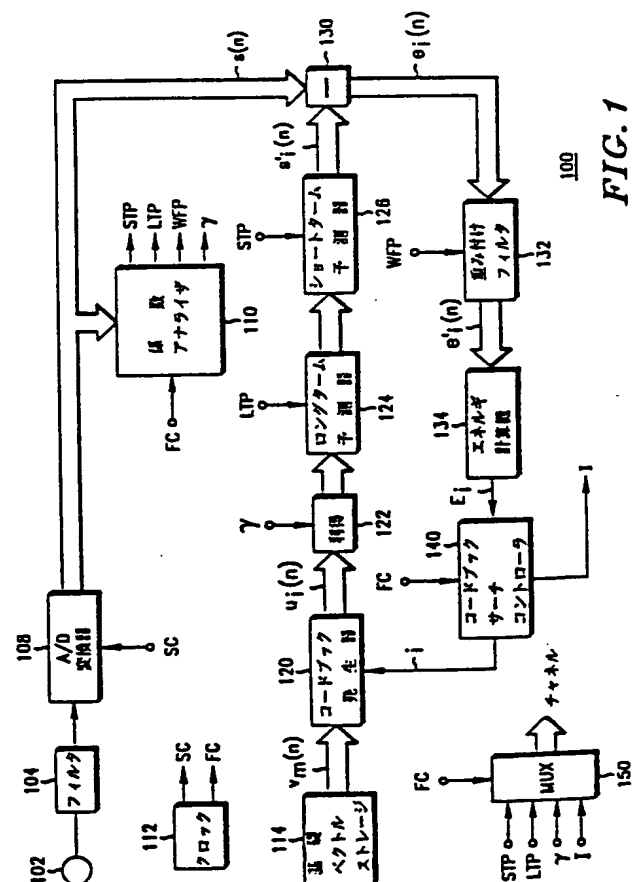 102
104
フィルタ
108
A/D
変換器
SC
s(n)
112
クロック
SC
FC
FC
係数
アナライザ
110
STP
LTP
WFP
γ
114
基礎
ベクトル
ストレージ
vm(n)
120
コードブック
発生器
ui(n)
γ
利得
122
LTP
ロングターム
予測器
124
STP
ショートターム
予測器
126
s'i(n)
130
−
ei(n)
WFP
重み付け
フィルタ
132
e'i(n)
134
エネルギ
計算機
Ei
FC
140
コードブック
サーチ
コントローラ
i
I
FC
STP
LTP
γ
I
MUX
150
チャネル
100
FIG. 1